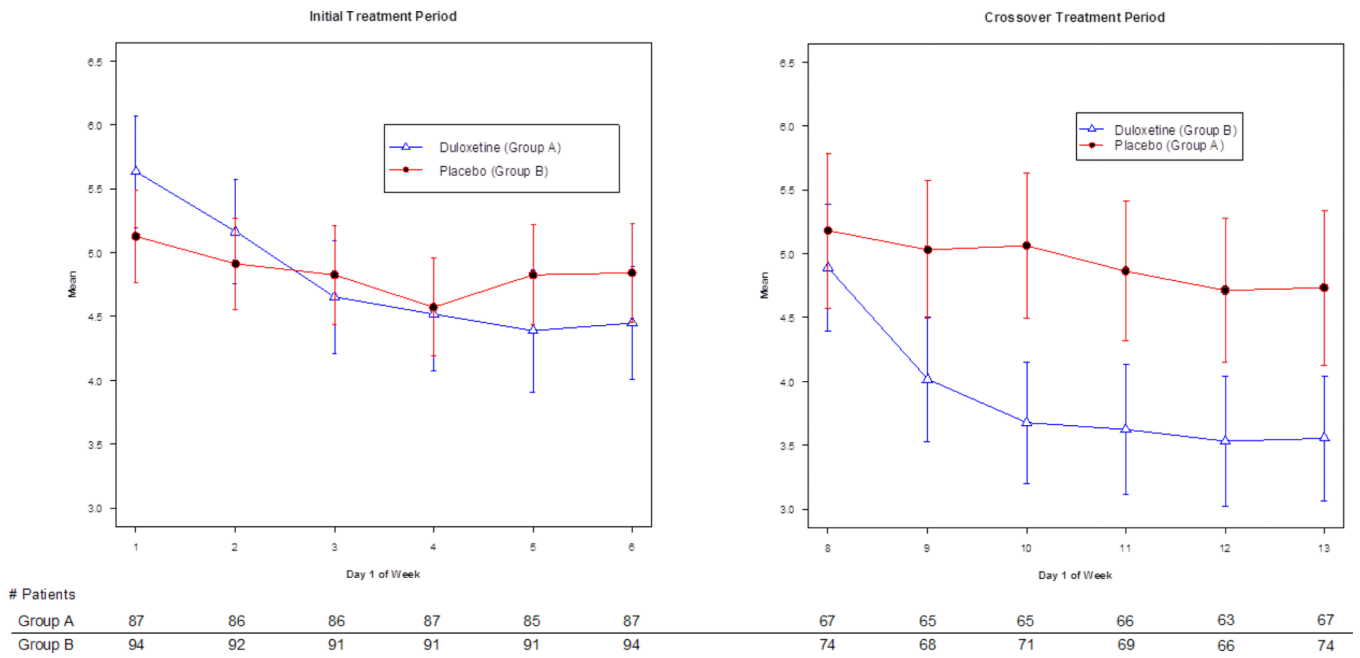 Initial Treatment Period
Crossover Treatment Period
6.5
6.0
5.5
5.0
4.5
4.0
3.5
3.0
Mean
Duloxetine (Group A)
Placebo (Group B)
1 2 3 4 5 6
Day 1 of Week
6.5
6.0
5.5
5.0
4.5
4.0
3.5
3.0
Mean
Duloxetine (Group B)
Placebo (Group A)
8 9 10 11 12 13
Day 1 of Week
# Patients
Group A 87 86 86 87 85 87 67 65 65 66 63 67
Group B 94 92 91 91 91 94 74 68 71 69 66 74